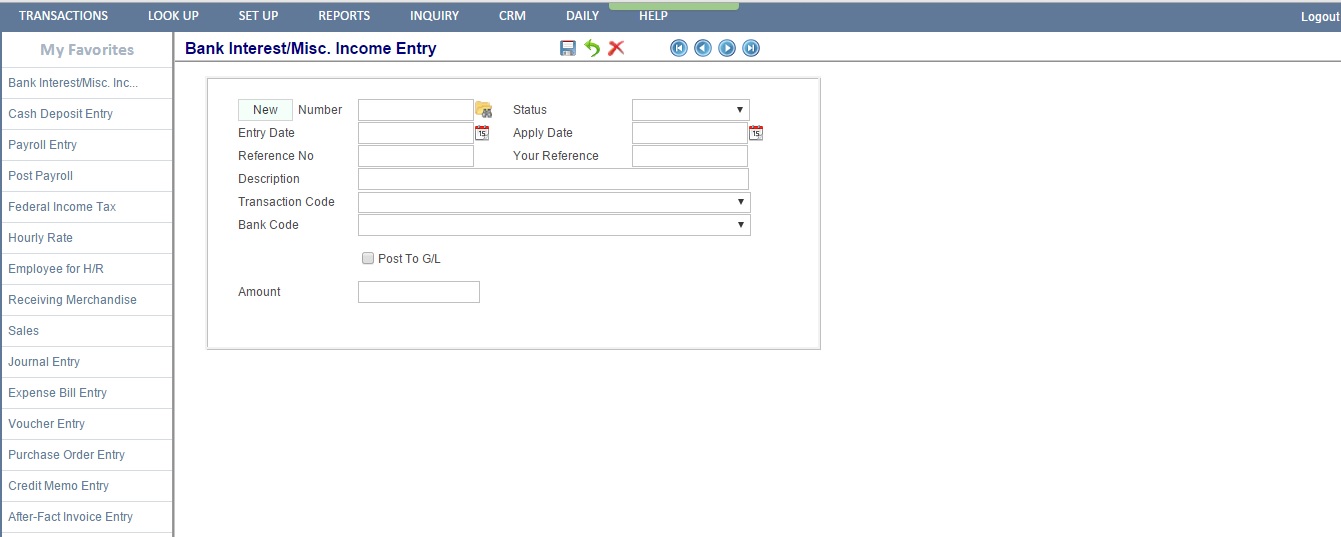 TRANSACTIONS LOOK UP SET UP REPORTS INQUIRY CRM DAILY HELP Logout
My Favorites
Bank Interest/Misc. Inc...
Cash Deposit Entry
Payroll Entry
Post Payroll
Federal Income Tax
Hourly Rate
Employee for H/R
Receiving Merchandise
Sales
Journal Entry
Expense Bill Entry
Voucher Entry
Purchase Order Entry
Credit Memo Entry
After-Fact Invoice Entry
Bank Interest/Misc. Income Entry
New Number Status
Entry Date 15 Apply Date 15
Reference No Your Reference
Description
Transaction Code
Bank Code
Post To G/L
Amount